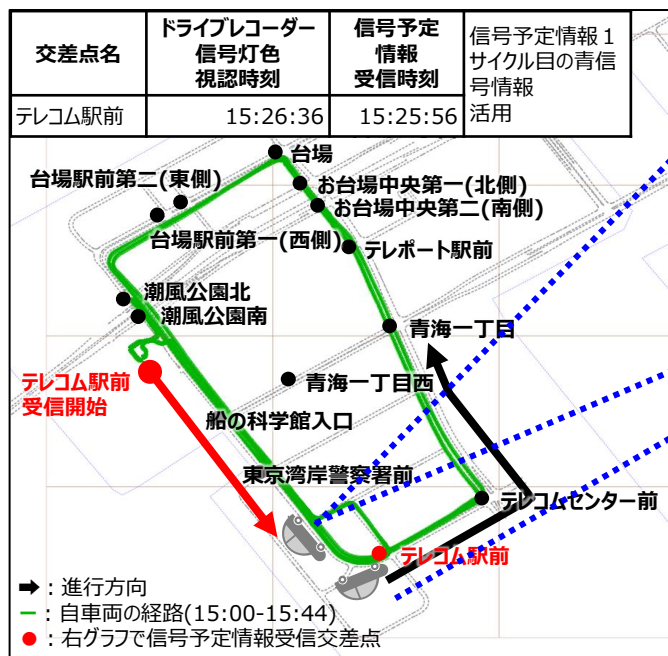 交差点名
ドライブレコーダー
信号灯色
視認時刻
信号予定
情報
受信時刻
信号予定情報1
サイクル目の青信
号情報
活用
テレコム駅前
15:26:36
15:25:56
台場
台場駅前第二(東側)
お台場中央第一(北側)
お台場中央第二(南側)
台場駅前第一(西側)
テレポート駅前
潮風公園北
潮風公園南
青海一丁目
テレコム駅前
受信開始
青海一丁目西
船の科学館入口
東京湾岸警察署前
テレコムセンター前
テレコム駅前
➡:進行方向
ー:自車両の経路(15:00-15:44)
●:右グラフで信号予定情報受信交差点